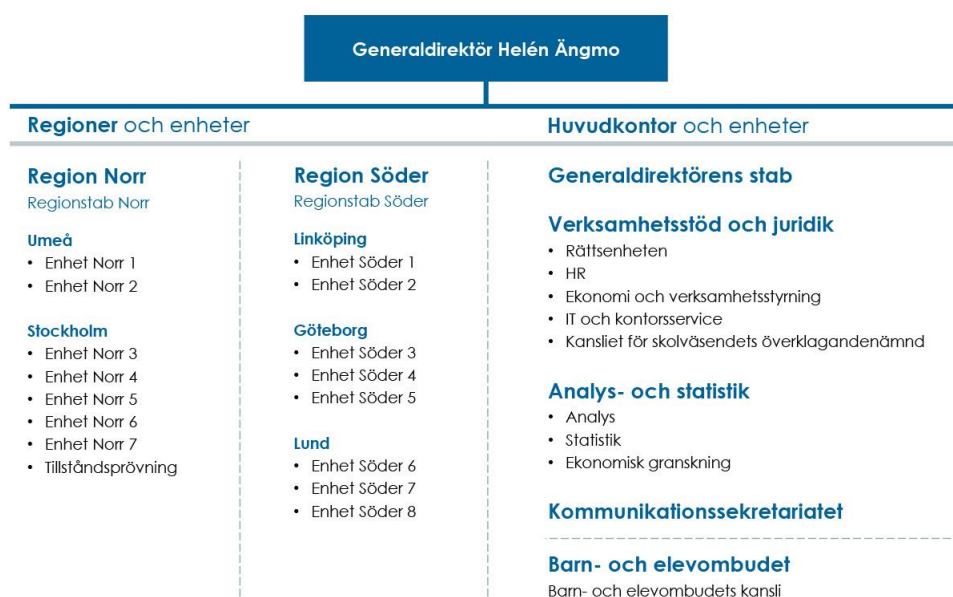 Generaldirektör Helén Ängmo
Regioner och enheter
Region Norr
Regionstab Norr
Umeå
• Enhet Norr 1
• Enhet Norr 2
Stockholm
• Enhet Norr 3
• Enhet Norr 4
• Enhet Norr 5
• Enhet Norr 6
• Enhet Norr 7
• Tillståndsprövning
Region Söder
Regionstab Söder
Linköping
• Enhet Söder 1
• Enhet Söder 2
Göteborg
• Enhet Söder 3
• Enhet Söder 4
• Enhet Söder 5
Lund
• Enhet Söder 6
• Enhet Söder 7
• Enhet Söder 8
Huvudkontor och enheter
Generaldirektörens stab
Verksamhetsstöd och juridik
• Rättsenheten
• HR
• Ekonomi och verksamhetsstyrning
• IT och kontorsservice
• Kansliet för skolväsendets överklagandenämnd
Analys- och statistik
• Analys
• Statistik
• Ekonomisk granskning
Kommunikationssekretariatet
Barn- och elevombudet
Barn- och elevombudets kansli